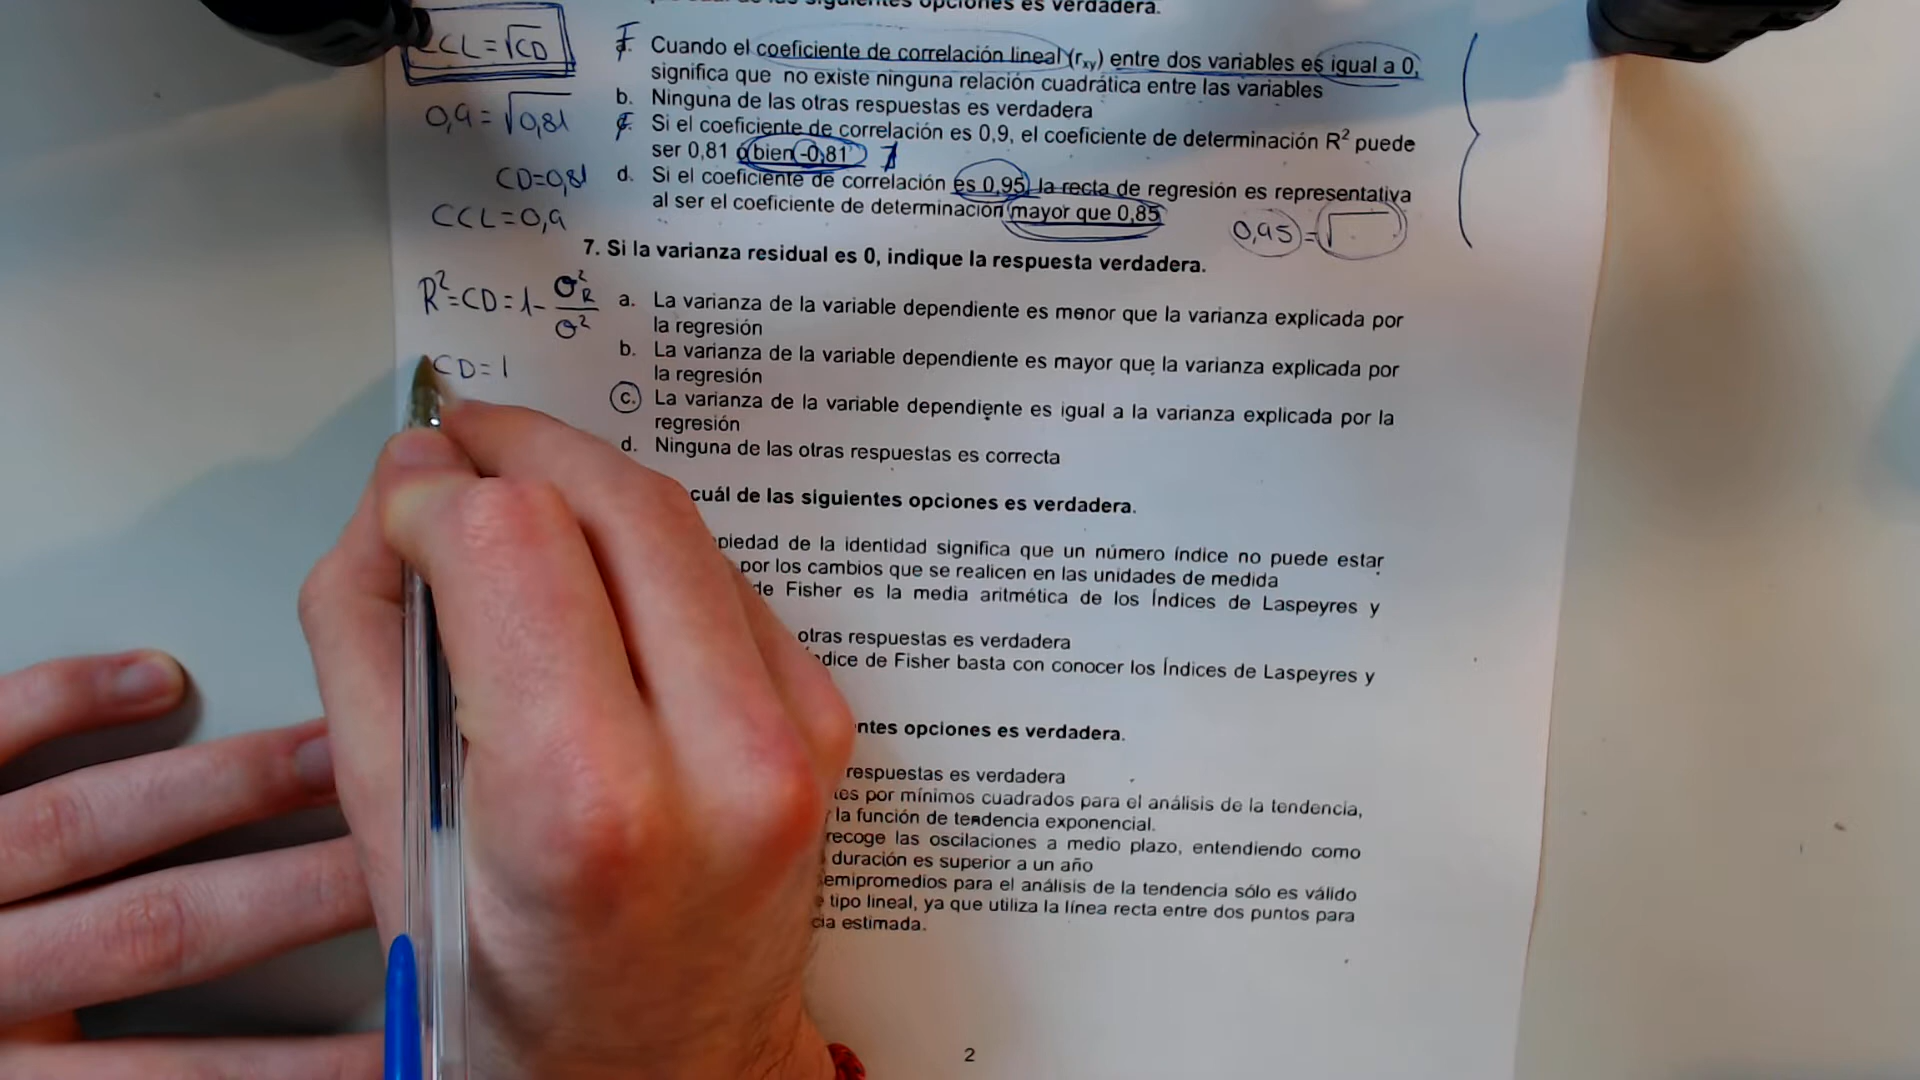 siguientes opciones es verdadera.
CCL = √CD
a. Cuando el coeficiente de correlación lineal (rxy) entre dos variables es igual a 0,
significa que no existe ninguna relación cuadrática entre las variables
b. Ninguna de las otras respuestas es verdadera
0,9 = √0,81
Si el coeficiente de correlación es 0,9, el coeficiente de determinación R² puede
ser 0,81 o bien -0,81
CD=0,81
d. Si el coeficiente de correlación es 0,95, la recta de regresión es representativa
al ser el coeficiente de determinación mayor que 0,85
CCL=0,9
0,95 = √
7. Si la varianza residual es 0, indique la respuesta verdadera.
R²=CD=1- σ²R / σ²
a. La varianza de la variable dependiente es menor que la varianza explicada por
la regresión
b. La varianza de la variable dependiente es mayor que la varianza explicada por
la regresión
CD=1
c. La varianza de la variable dependiente es igual a la varianza explicada por la
regresión
d. Ninguna de las otras respuestas es correcta
cuál de las siguientes opciones es verdadera.
piedad de la identidad significa que un número índice no puede estar
por los cambios que se realicen en las unidades de medida
de Fisher es la media aritmética de los Índices de Laspeyres y
otras respuestas es verdadera
ndice de Fisher basta con conocer los Índices de Laspeyres y
ntes opciones es verdadera.
respuestas es verdadera
tes por mínimos cuadrados para el análisis de la tendencia,
la función de tendencia exponencial.
recoge las oscilaciones a medio plazo, entendiendo como
duración es superior a un año
emipromedios para el análisis de la tendencia sólo es válido
tipo lineal, ya que utiliza la línea recta entre dos puntos para
cia estimada.
2